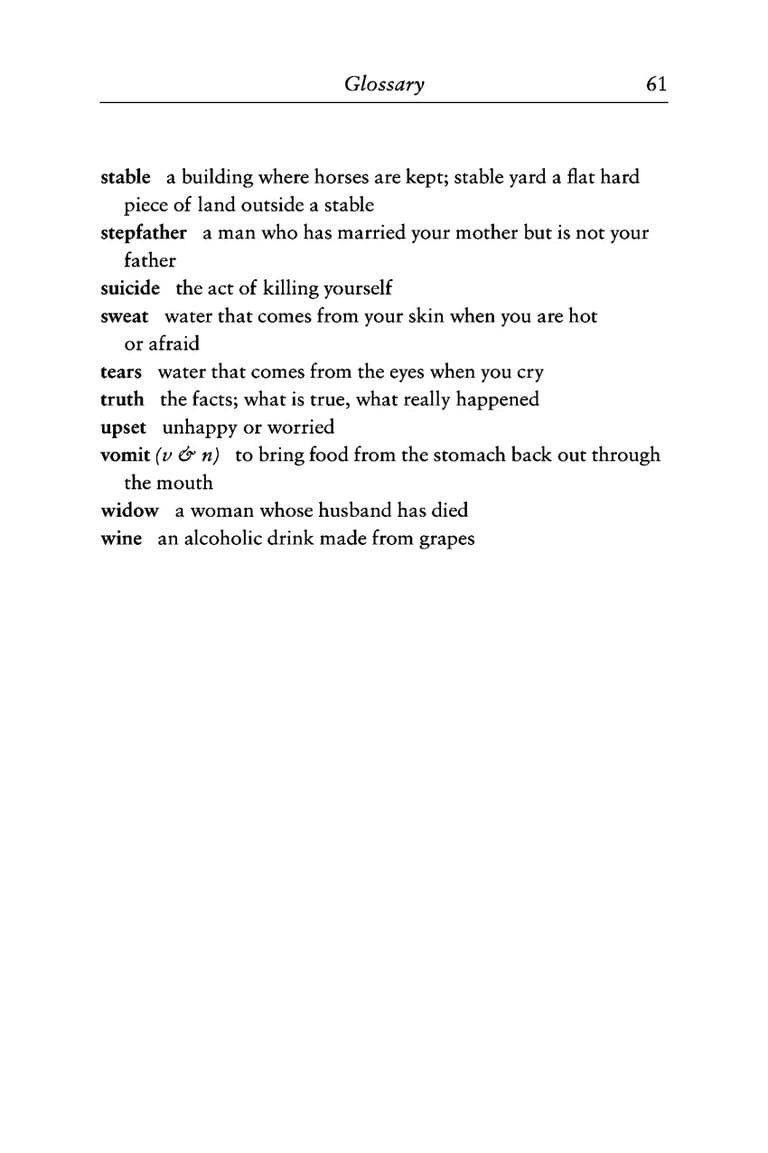 Glossary 61
stable a building where horses are kept; stable yard a flat hard
piece of land outside a stable
stepfather a man who has married your mother but is not your
father
suicide the act of killing yourself
sweat water that comes from your skin when you are hot
or afraid
tears water that comes from the eyes when you cry
truth the facts; what is true, what really happened
upset unhappy or worried
vomit (v & n) to bring food from the stomach back out through
the mouth
widow a woman whose husband has died
wine an alcoholic drink made from grapes